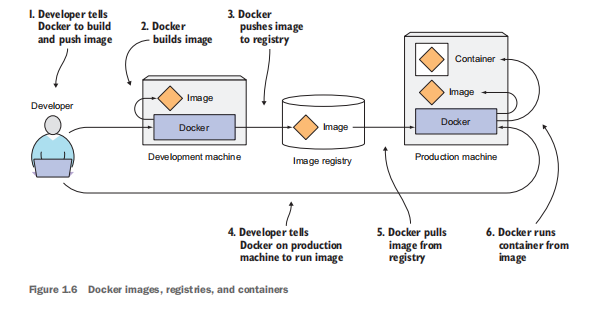 1. Developer tells
Docker to build
and push image
2. Docker
builds image
3. Docker
pushes image
to registry
Developer
Image
Docker
Development machine
Image
Image registry
Container
Image
Docker
Production machine
4. Developer tells
Docker on production
machine to run image
5. Docker pulls
image from
registry
6. Docker runs
container from
image
Figure 1.6 Docker images, registries, and containers